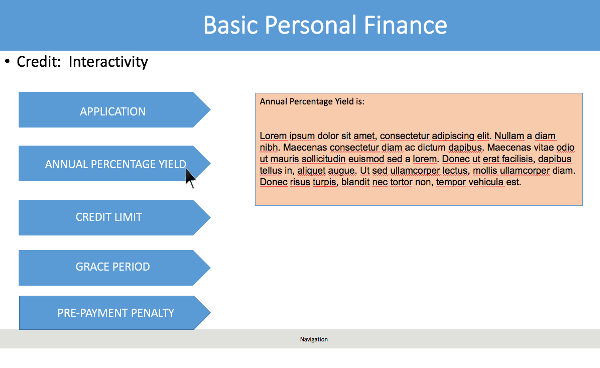 Basic Personal Finance
• Credit:  Interactivity
APPLICATION
ANNUAL PERCENTAGE YIELD
CREDIT LIMIT
GRACE PERIOD
PRE-PAYMENT PENALTY
Annual Percentage Yield is:
Lorem ipsum dolor sit amet, consectetur adipiscing elit. Nullam a diam
nibh. Maecenas consectetur diam ac dictum dapibus. Maecenas vitae odio
ut mauris sollicitudin euismod sed a lorem. Donec ut erat facilisis, dapibus
tellus in, aliquet augue. Ut sed ullamcorper lectus, mollis ullamcorper diam.
Donec risus turpis, blandit nec tortor non, tempor vehicula est.
Navigation